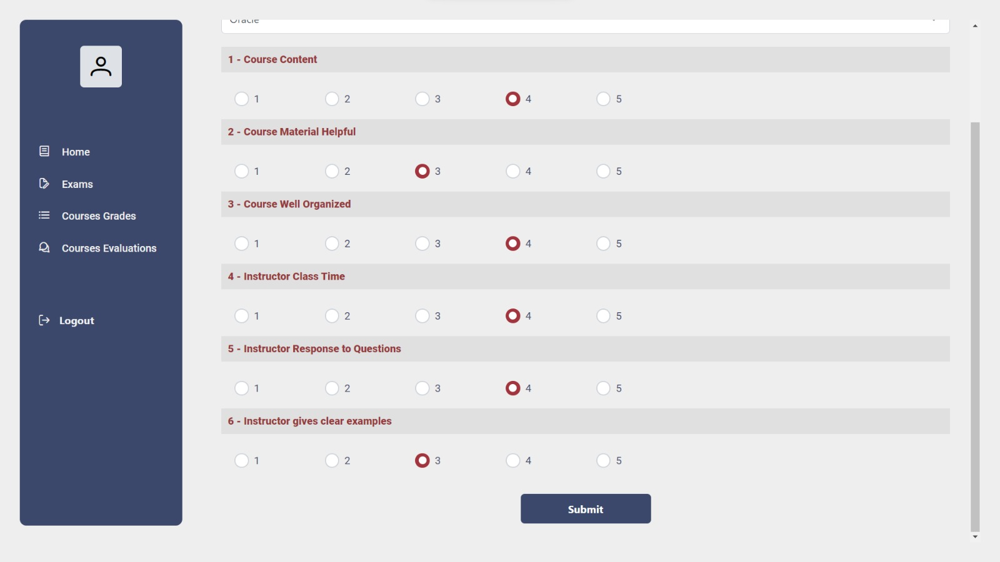 Home
Exams
Courses Grades
Courses Evaluations
Logout
Oracle
1 - Course Content
1 2 3 4 5
2 - Course Material Helpful
1 2 3 4 5
3 - Course Well Organized
1 2 3 4 5
4 - Instructor Class Time
1 2 3 4 5
5 - Instructor Response to Questions
1 2 3 4 5
6 - Instructor gives clear examples
1 2 3 4 5
Submit